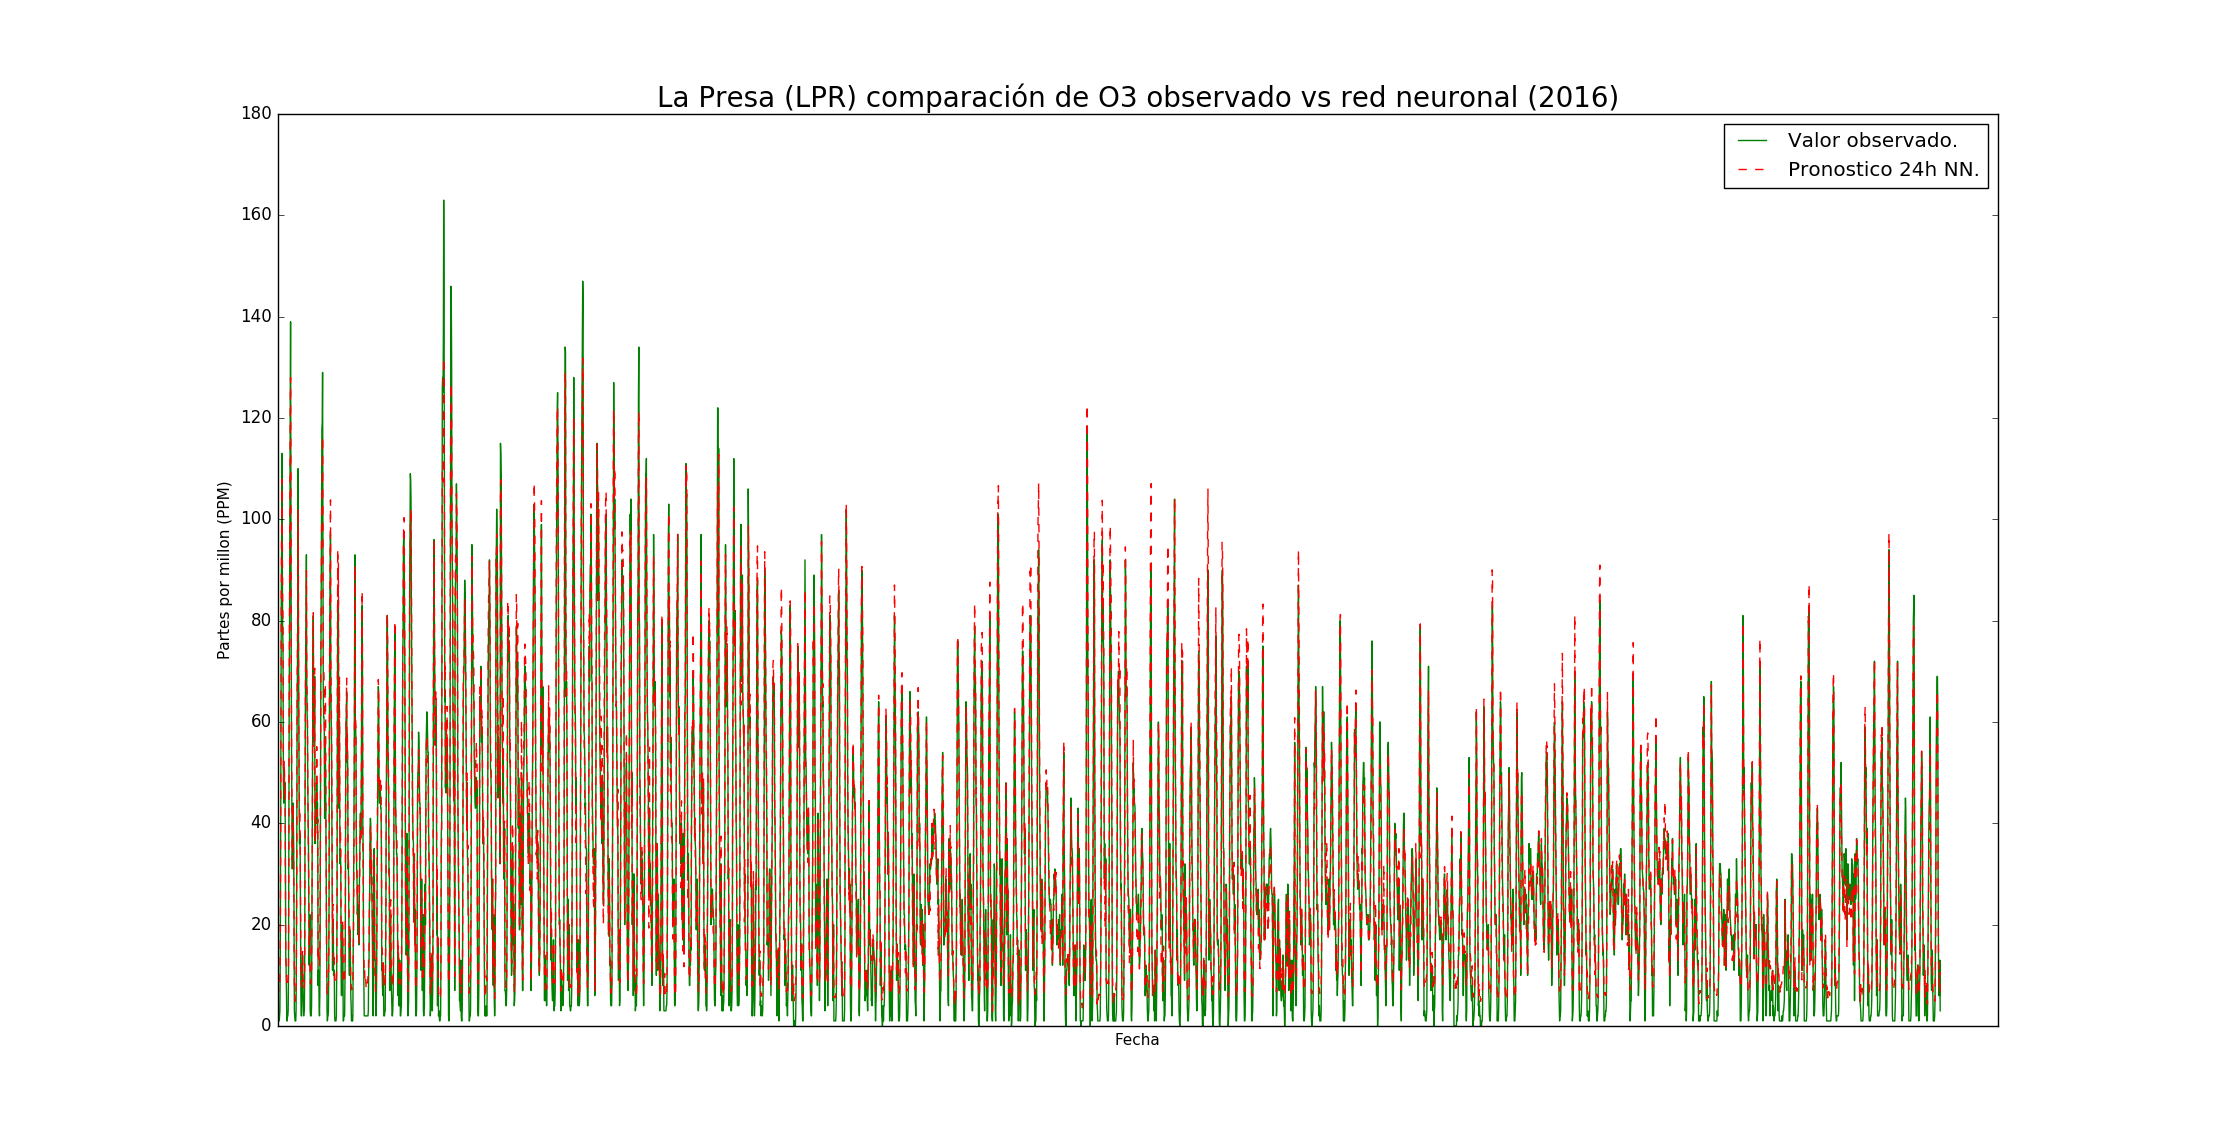 La Presa (LPR) comparación de O3 observado vs red neuronal (2016)
Valor observado.
Pronostico 24h NN.
180
160
140
120
100
80
60
40
20
0
Partes por millon (PPM)
Fecha